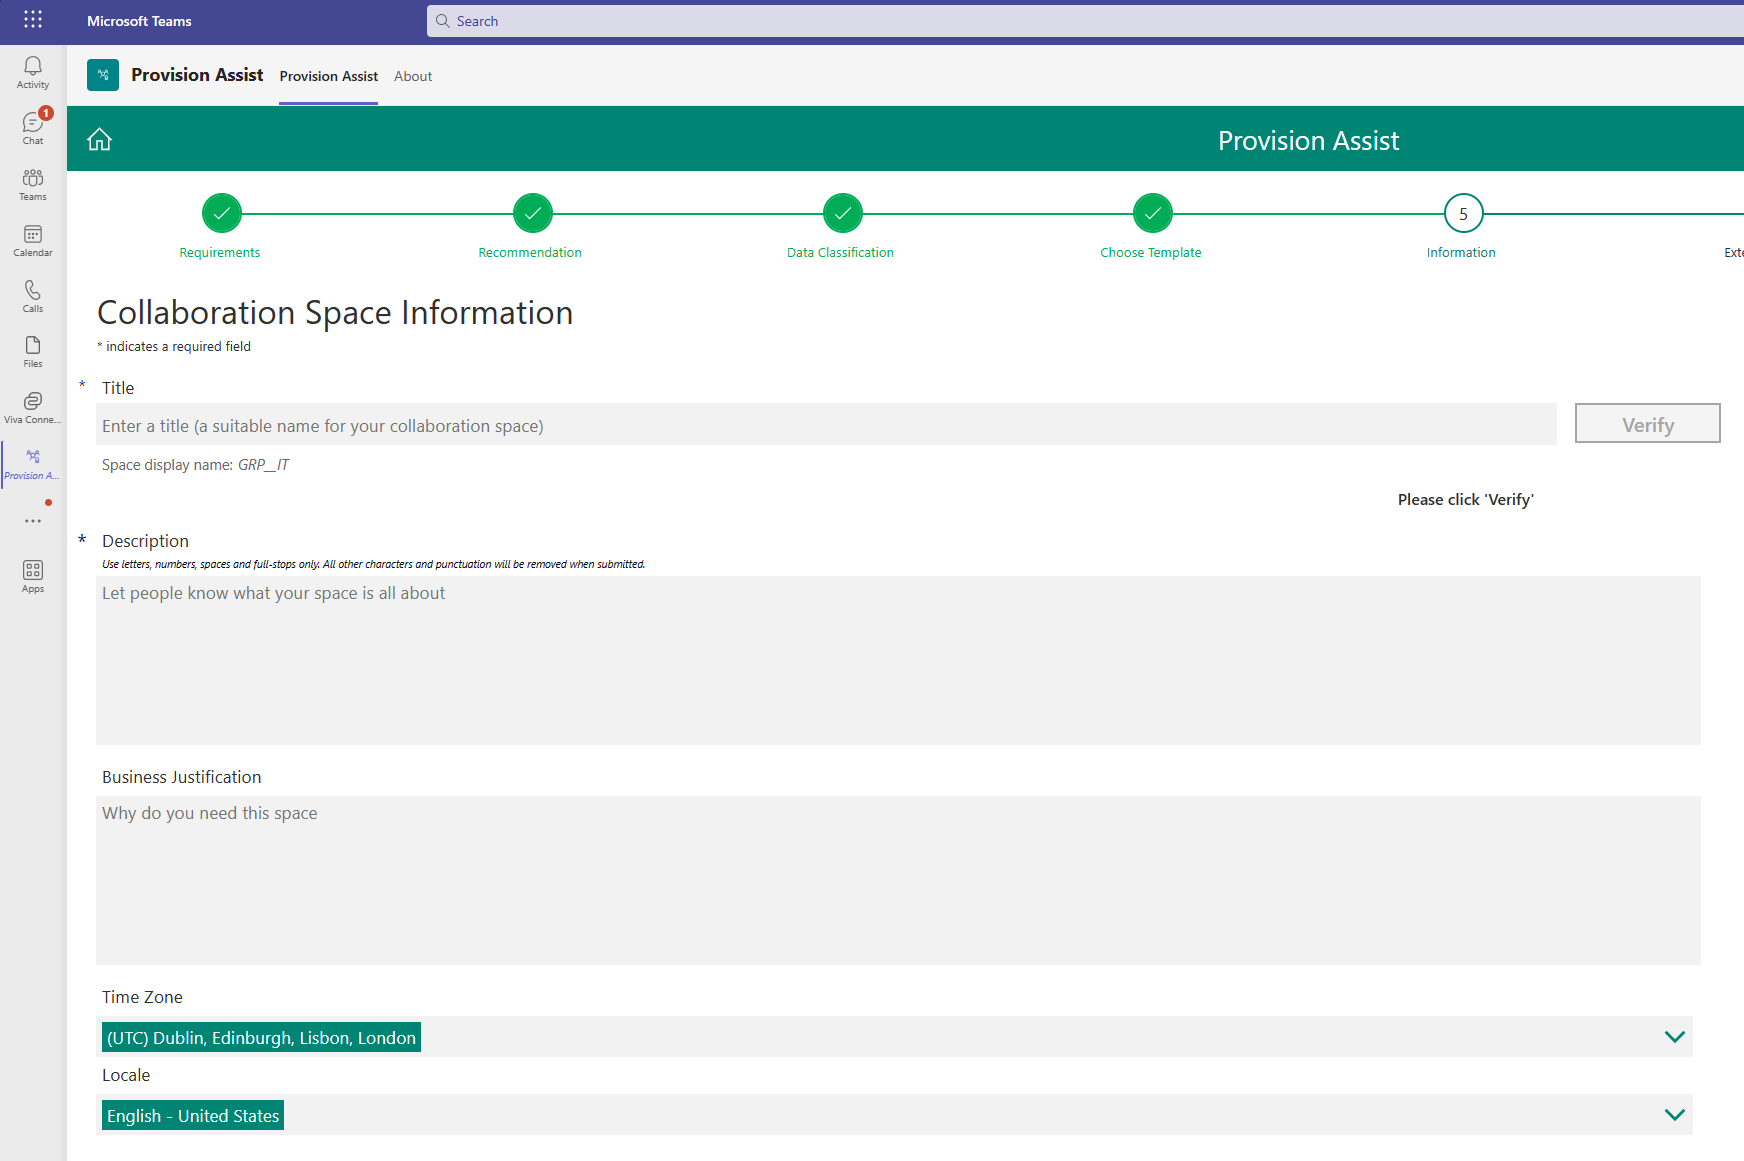 Microsoft Teams
Search
Activity
1
Chat
Teams
Calendar
Calls
Files
Viva Conne...
Provision A...
Apps
Provision Assist
Provision Assist
About
Provision Assist
5
Requirements
Recommendation
Data Classification
Choose Template
Information
Exte
Collaboration Space Information
* indicates a required field
* Title
Enter a title (a suitable name for your collaboration space)
Verify
Space display name: GRP__IT
Please click 'Verify'
* Description
Use letters, numbers, spaces and full-stops only. All other characters and punctuation will be removed when submitted.
Let people know what your space is all about
Business Justification
Why do you need this space
Time Zone
(UTC) Dublin, Edinburgh, Lisbon, London
Locale
English - United States